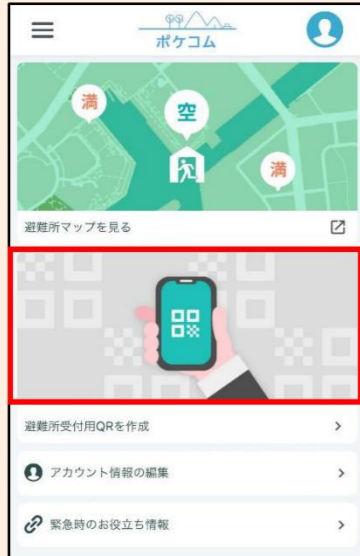 ポケコム
満
空
満
避難所マップを見る
避難所受付用QRを作成
アカウント情報の編集
緊急時のお役立ち情報